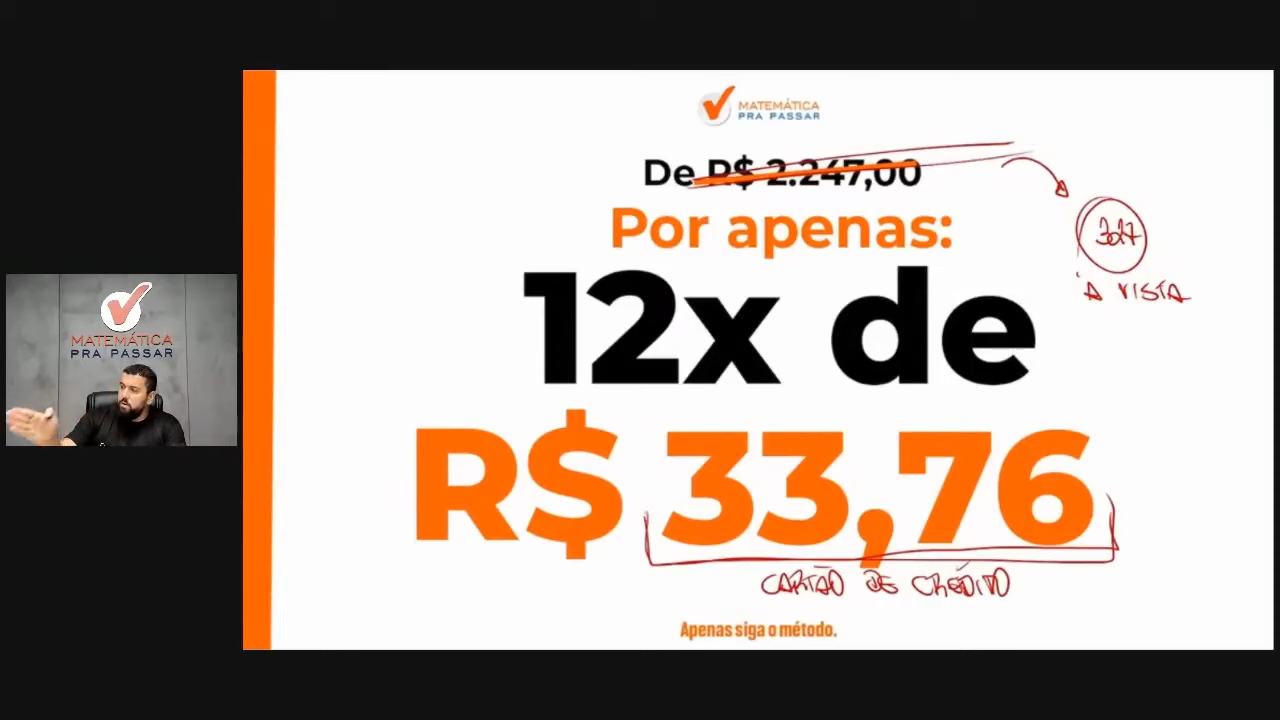 MATEMÁTICA
PRA PASSAR
De R$ 2.247,00
Por apenas:
12x de
R$ 33,76
À VISTA
CARTÃO DE CRÉDITO
Apenas siga o método.
MATEMÁTICA
PRA PASSAR